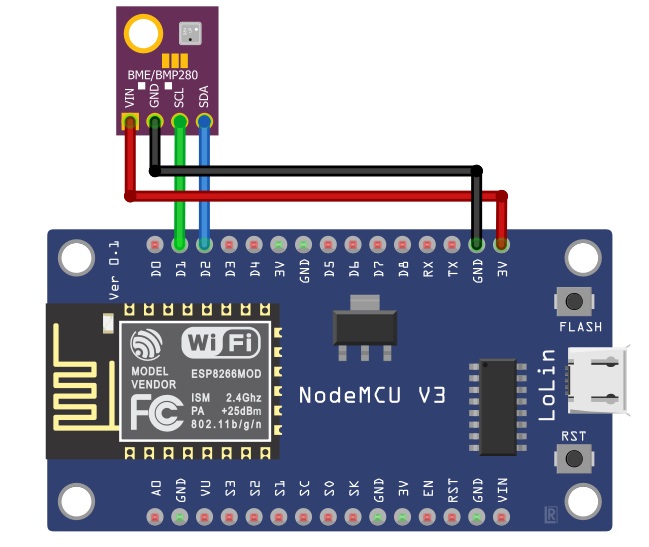 BME/BMP280
VIN
GND
SCL
SDA
Ver 0.1
D0
D1
D2
D3
D4
3V
GND
D5
D6
D7
D8
RX
TX
GND
3V
FLASH
WiFi
MODEL
VENDOR
ESP8266MOD
FC
ISM 2.4Ghz
PA +25dBm
802.11b/g/n
NodeMCU V3
LoLin
RST
A0
GND
VU
S3
S2
S1
SC
S0
SK
GND
3V
EN
RST
GND
VIN
R